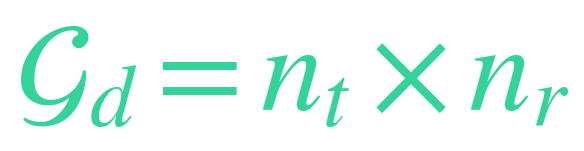 𝒢_d = n_t × n_r